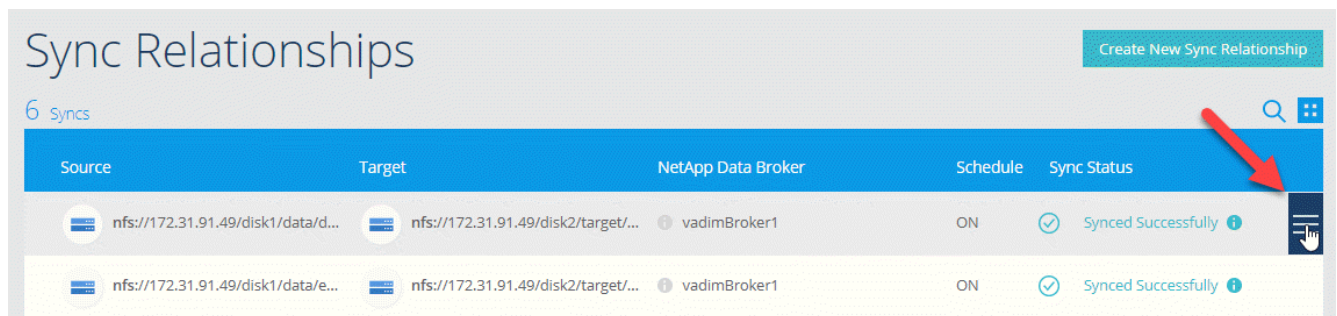 Sync Relationships
Create New Sync Relationship
6 Syncs
Source Target NetApp Data Broker Schedule Sync Status
nfs://172.31.91.49/disk1/data/d... nfs://172.31.91.49/disk2/target/... vadimBroker1 ON Synced Successfully
nfs://172.31.91.49/disk1/data/e... nfs://172.31.91.49/disk2/target/... vadimBroker1 ON Synced Successfully